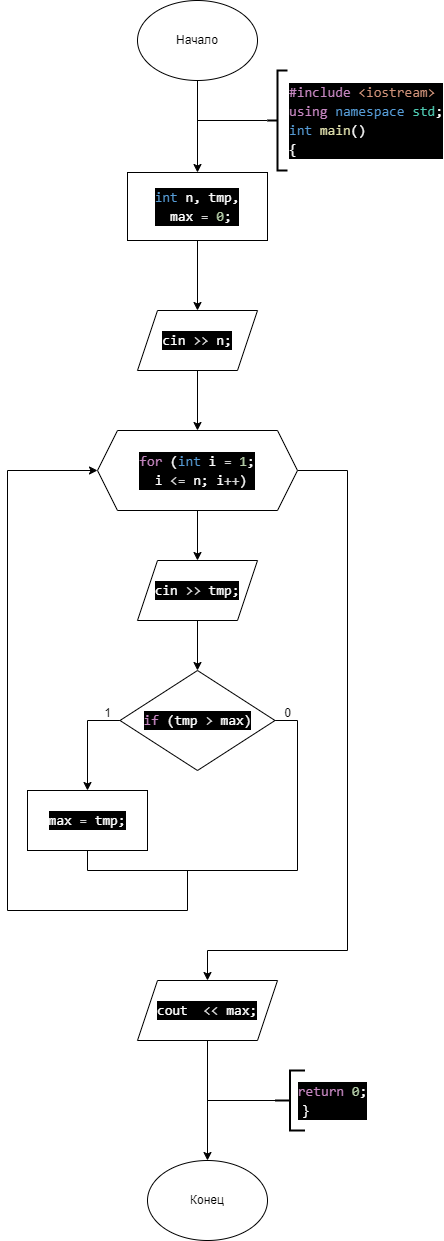 Начало
#include <iostream>
using namespace std;
int main()
{
int n, tmp,
max = 0;
cin >> n;
for (int i = 1;
i <= n; i++)
cin >> tmp;
1
0
if (tmp > max)
max = tmp;
cout  << max;
return 0;
}
Конец